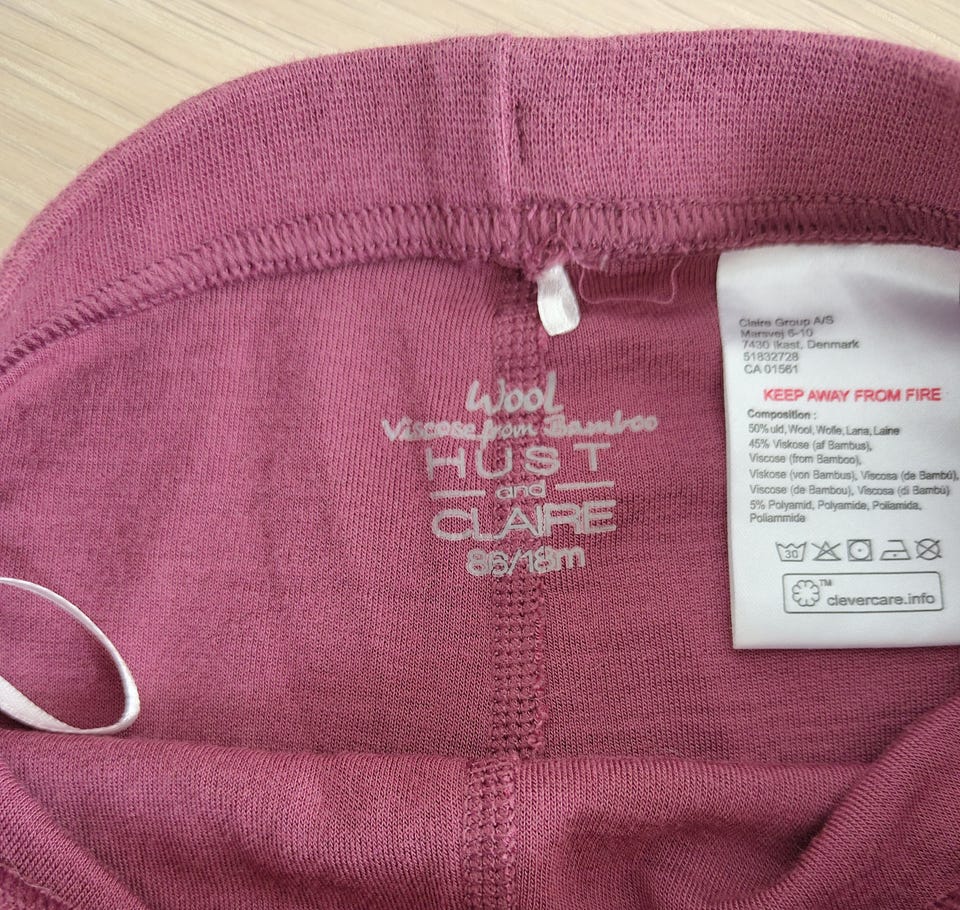 Wool
Viscose from Bamboo
HUST
and
CLAIRE
86/18m
Claire Group A/S
Marsvej 6-10
7430 Ikast, Denmark
51832728
CA 01561
KEEP AWAY FROM FIRE
Composition :
50% uld, Wool, Wolle, Lana, Laine
45% Viskose (af Bambus),
Viscose (from Bamboo),
Viskose (von Bambus), Viscosa (de Bambú),
Viscose (de Bambou), Viscosa (di Bambù)
5% Polyamid, Polyamide, Poliamida,
Poliammide
30
TM
clevercare.info